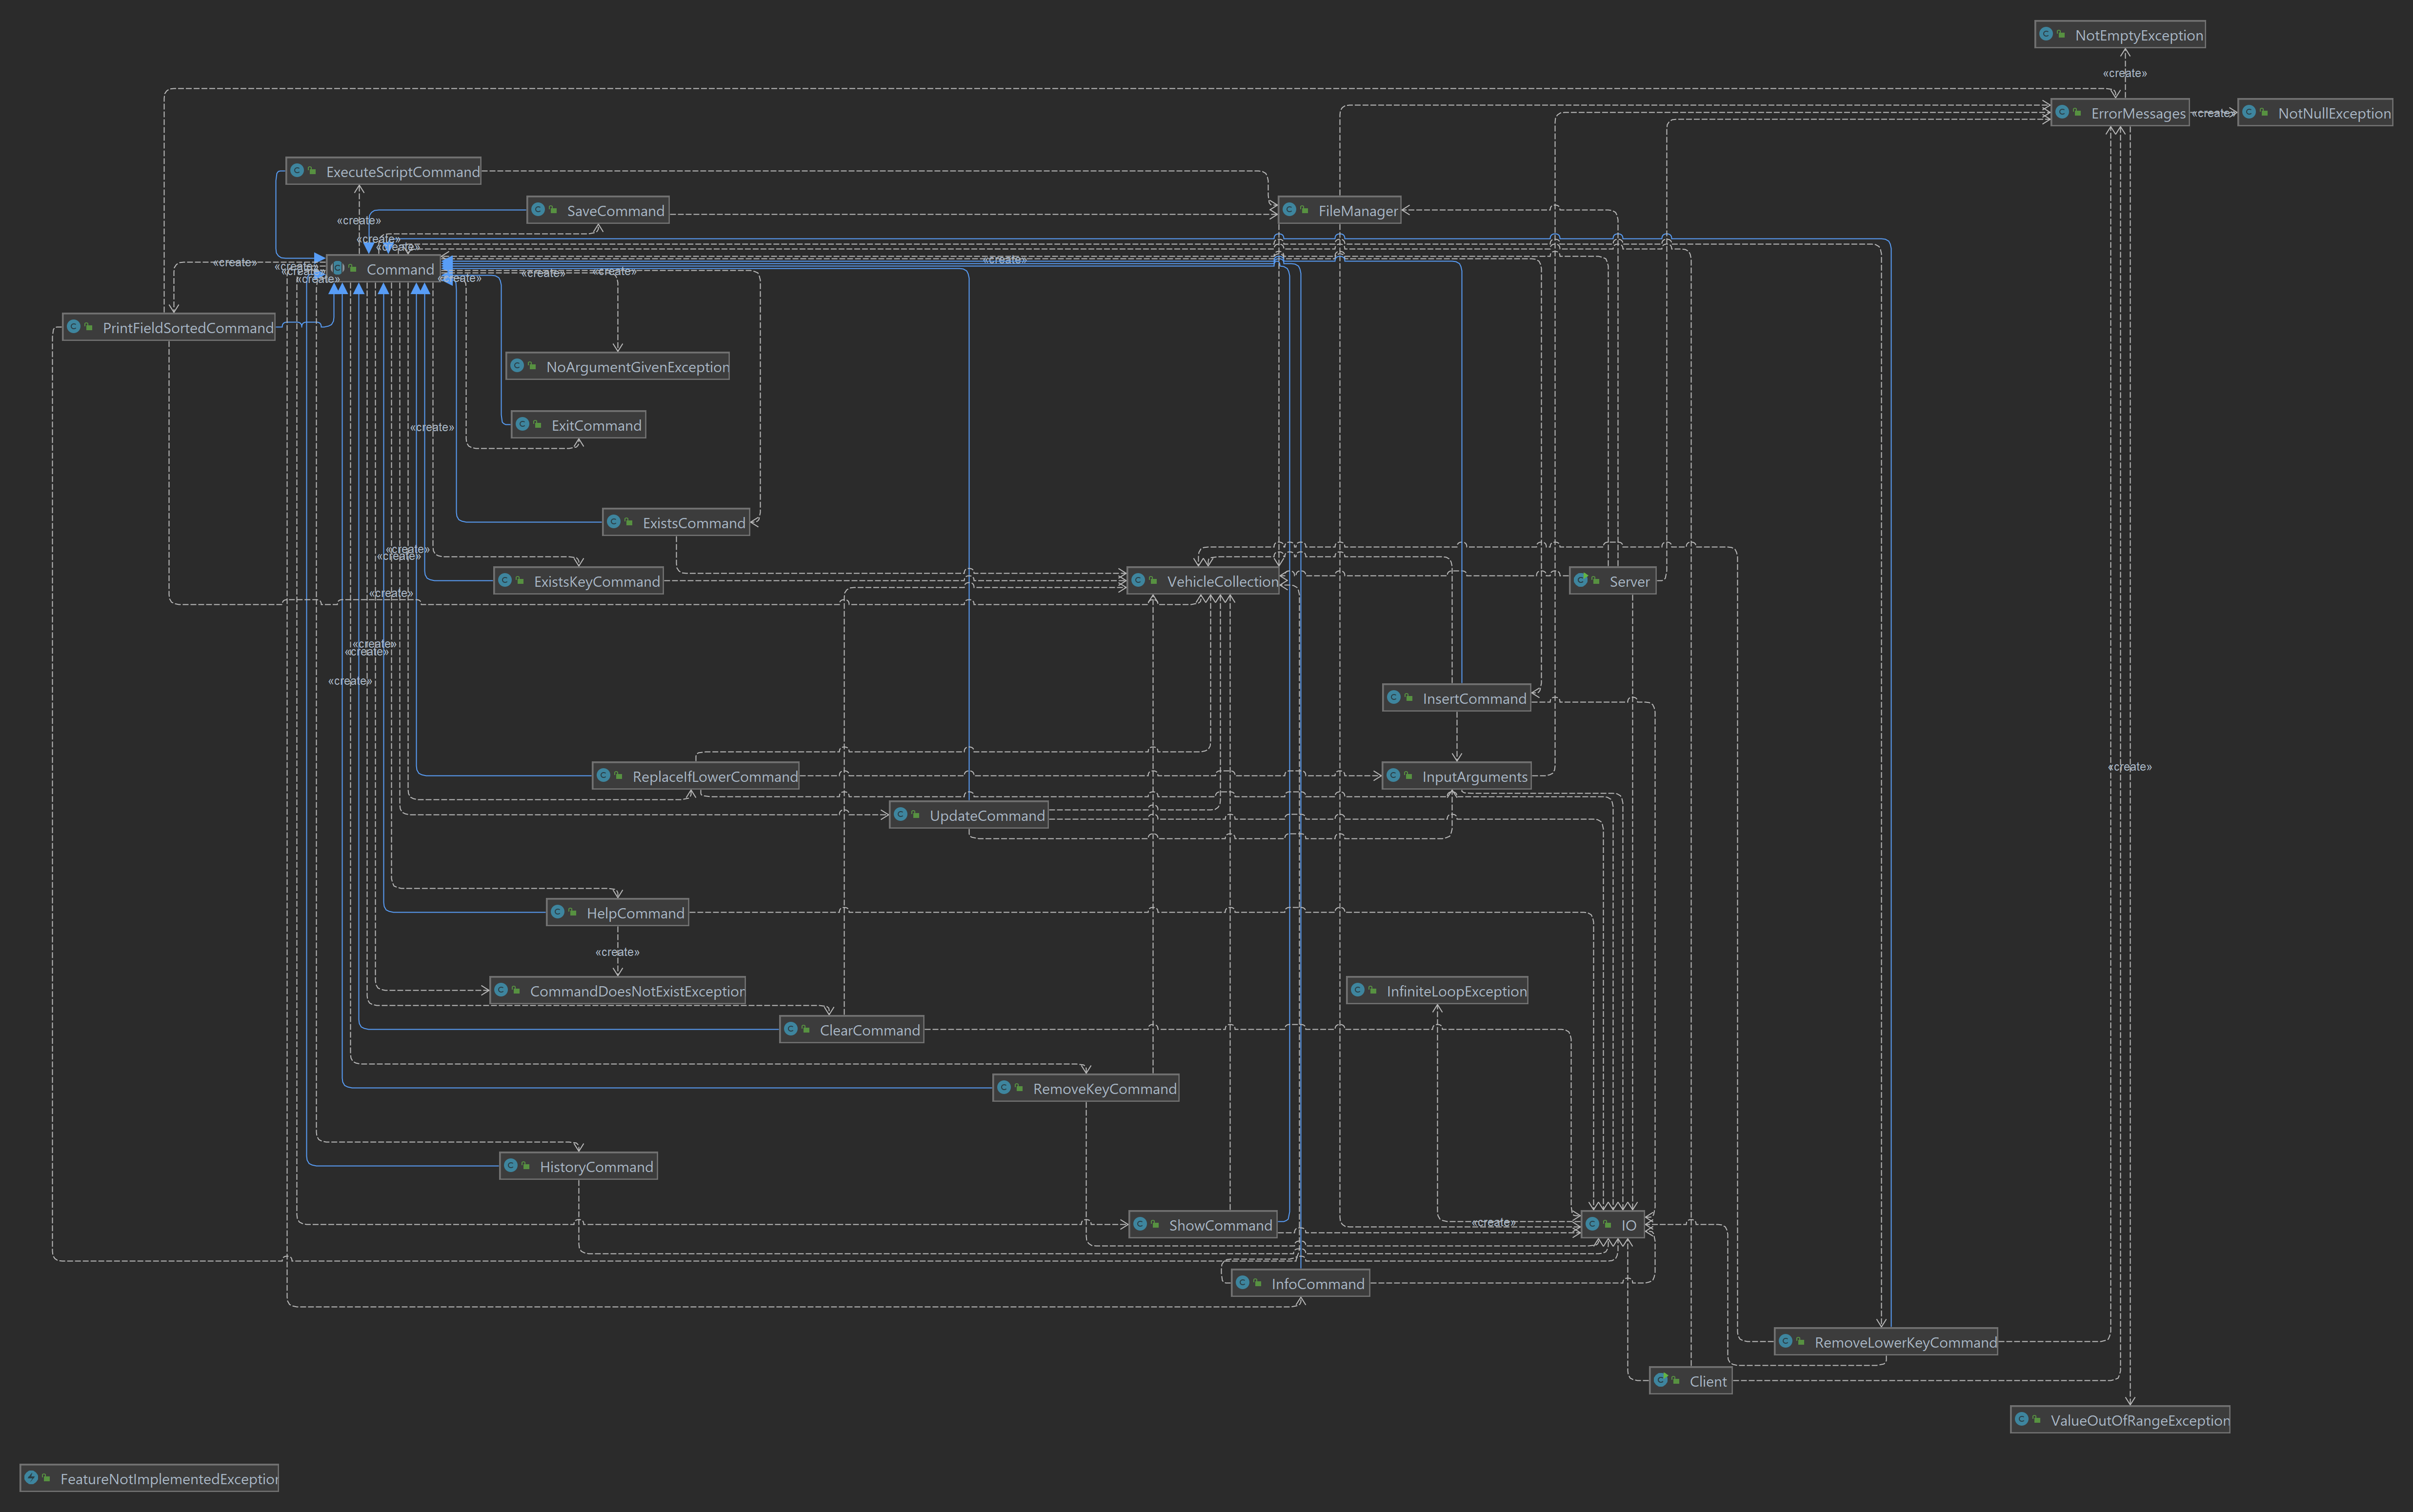 NotEmptyException
«create»
ErrorMessages
«create»
NotNullException
ExecuteScriptCommand
SaveCommand
FileManager
«create»
«create»
«create»
«create»
«create»
«create»
«create»
Command
«create»
«create»
«create»
«create»
PrintFieldSortedCommand
NoArgumentGivenException
ExitCommand
«create»
ExistsCommand
«create»
«create»
ExistsKeyCommand
VehicleCollection
Server
«create»
«create»
«create»
«create»
InsertCommand
«create»
ReplaceIfLowerCommand
InputArguments
UpdateCommand
HelpCommand
«create»
CommandDoesNotExistException
InfiniteLoopException
ClearCommand
RemoveKeyCommand
HistoryCommand
ShowCommand
«create»
IO
InfoCommand
RemoveLowerKeyCommand
Client
ValueOutOfRangeException
FeatureNotImplementedException